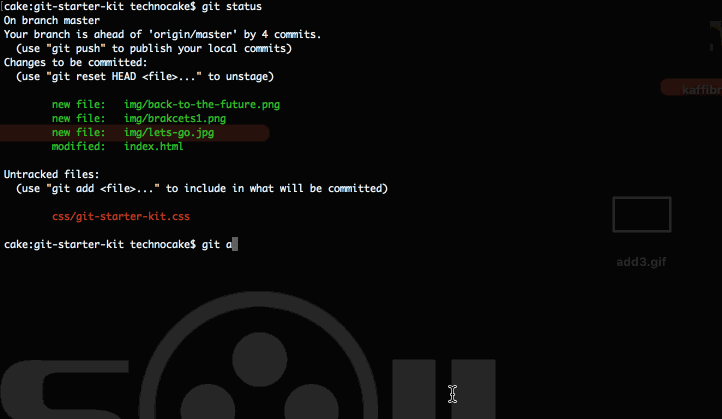 cake:git-starter-kit technocake$ git status
On branch master
Your branch is ahead of 'origin/master' by 4 commits.
  (use "git push" to publish your local commits)
Changes to be committed:
  (use "git reset HEAD <file>..." to unstage)
        new file:   img/back-to-the-future.png
        new file:   img/brakcets1.png
        new file:   img/lets-go.jpg
        modified:   index.html
Untracked files:
  (use "git add <file>..." to include in what will be committed)
        css/git-starter-kit.css
cake:git-starter-kit technocake$ git a
kaffibr
add3.gif